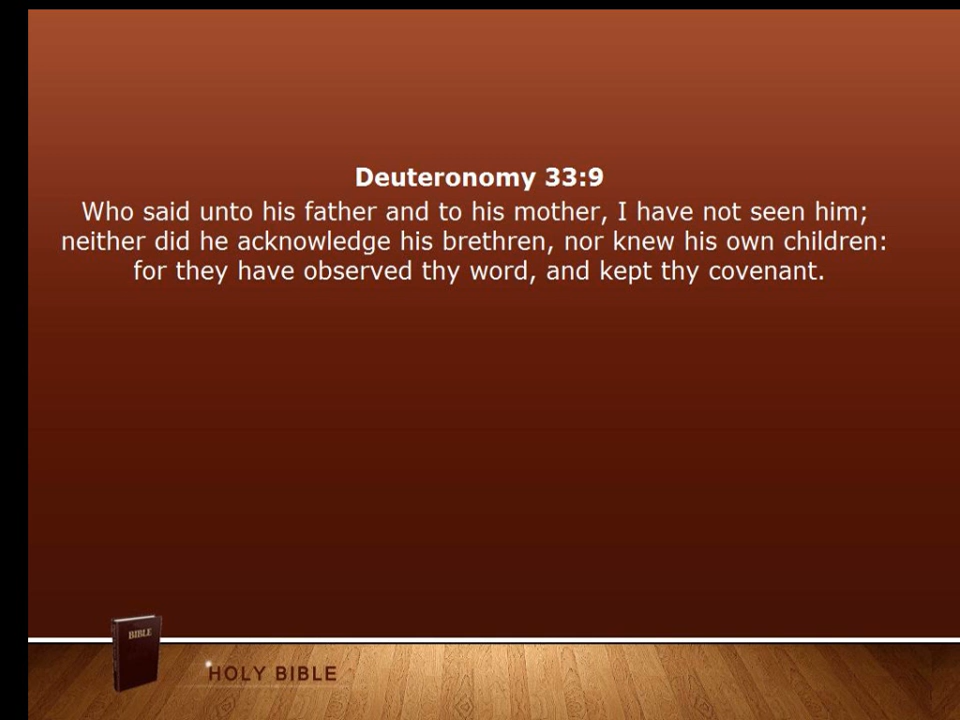 Deuteronomy 33:9
Who said unto his father and to his mother, I have not seen him;
neither did he acknowledge his brethren, nor knew his own children:
for they have observed thy word, and kept thy covenant.
BIBLE
HOLY BIBLE